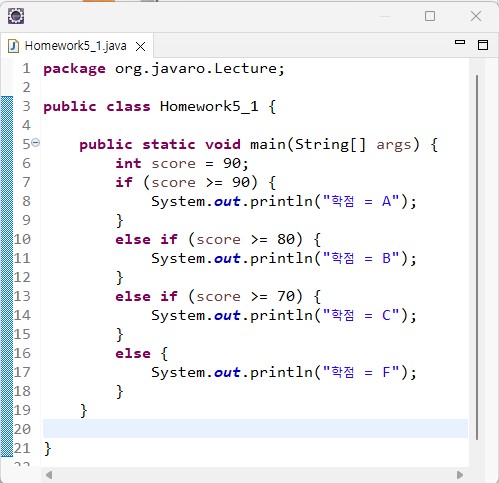 Homework5_1.java
1 package org.javaro.Lecture;
2
3 public class Homework5_1 {
4
5 public static void main(String[] args) {
6 int score = 90;
7 if (score >= 90) {
8 System.out.println("학점 = A");
9 }
10 else if (score >= 80) {
11 System.out.println("학점 = B");
12 }
13 else if (score >= 70) {
14 System.out.println("학점 = C");
15 }
16 else {
17 System.out.println("학점 = F");
18 }
19 }
20
21 }